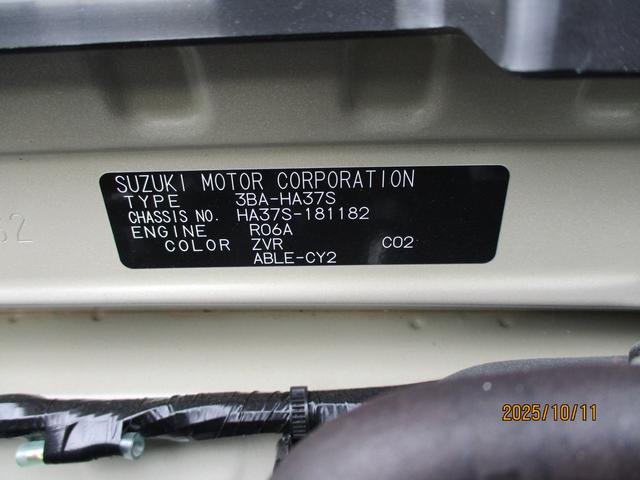 SUZUKI MOTOR CORPORATION
TYPE 3BA-HA37S
CHASSIS NO. HA37S-181182
ENGINE R06A
COLOR ZVR C02
ABLE-CY2
2025/10/11